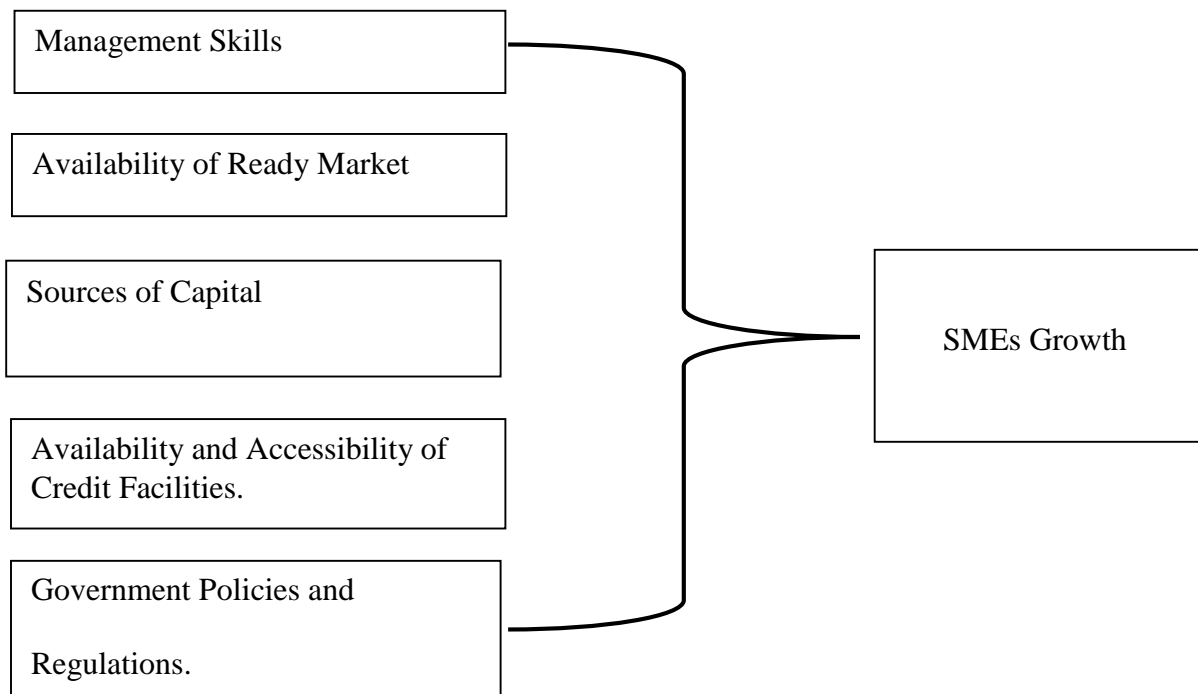 Management Skills
Availability of Ready Market
Sources of Capital
Availability and Accessibility of
Credit Facilities.
Government Policies and
Regulations.
SMEs Growth